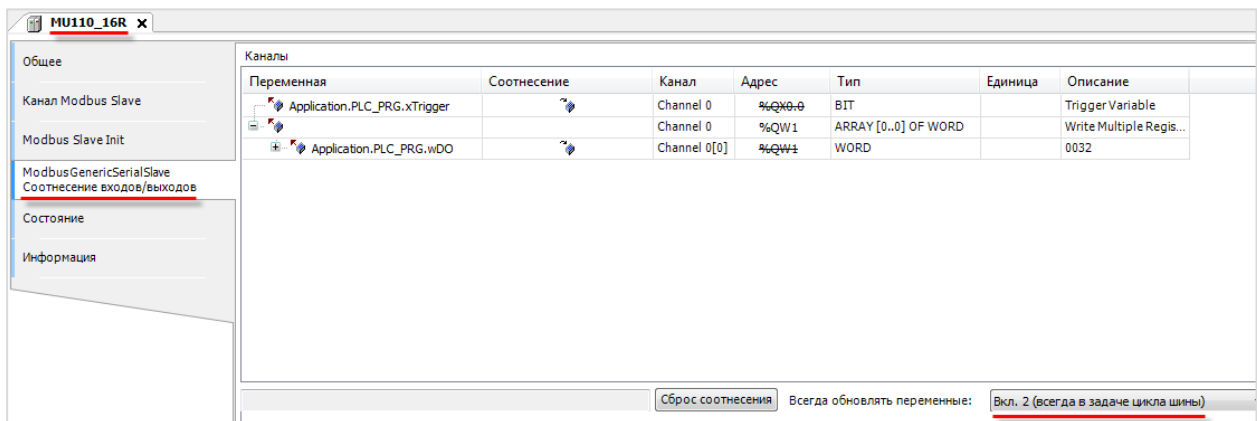 MU110_16R x
Общее
Канал Modbus Slave
Modbus Slave Init
ModbusGenericSerialSlave
Соотнесение входов/выходов
Состояние
Информация
Каналы
Переменная Соотнесение Канал Адрес Тип Единица Описание
Application.PLC_PRG.xTrigger Channel 0 %QX0.0 BIT Trigger Variable
Channel 0 %QW1 ARRAY [0..0] OF WORD Write Multiple Regis...
Application.PLC_PRG.wDO Channel 0[0] %QW1 WORD 0032
Сброс соотнесения Всегда обновлять переменные: Вкл. 2 (всегда в задаче цикла шины)